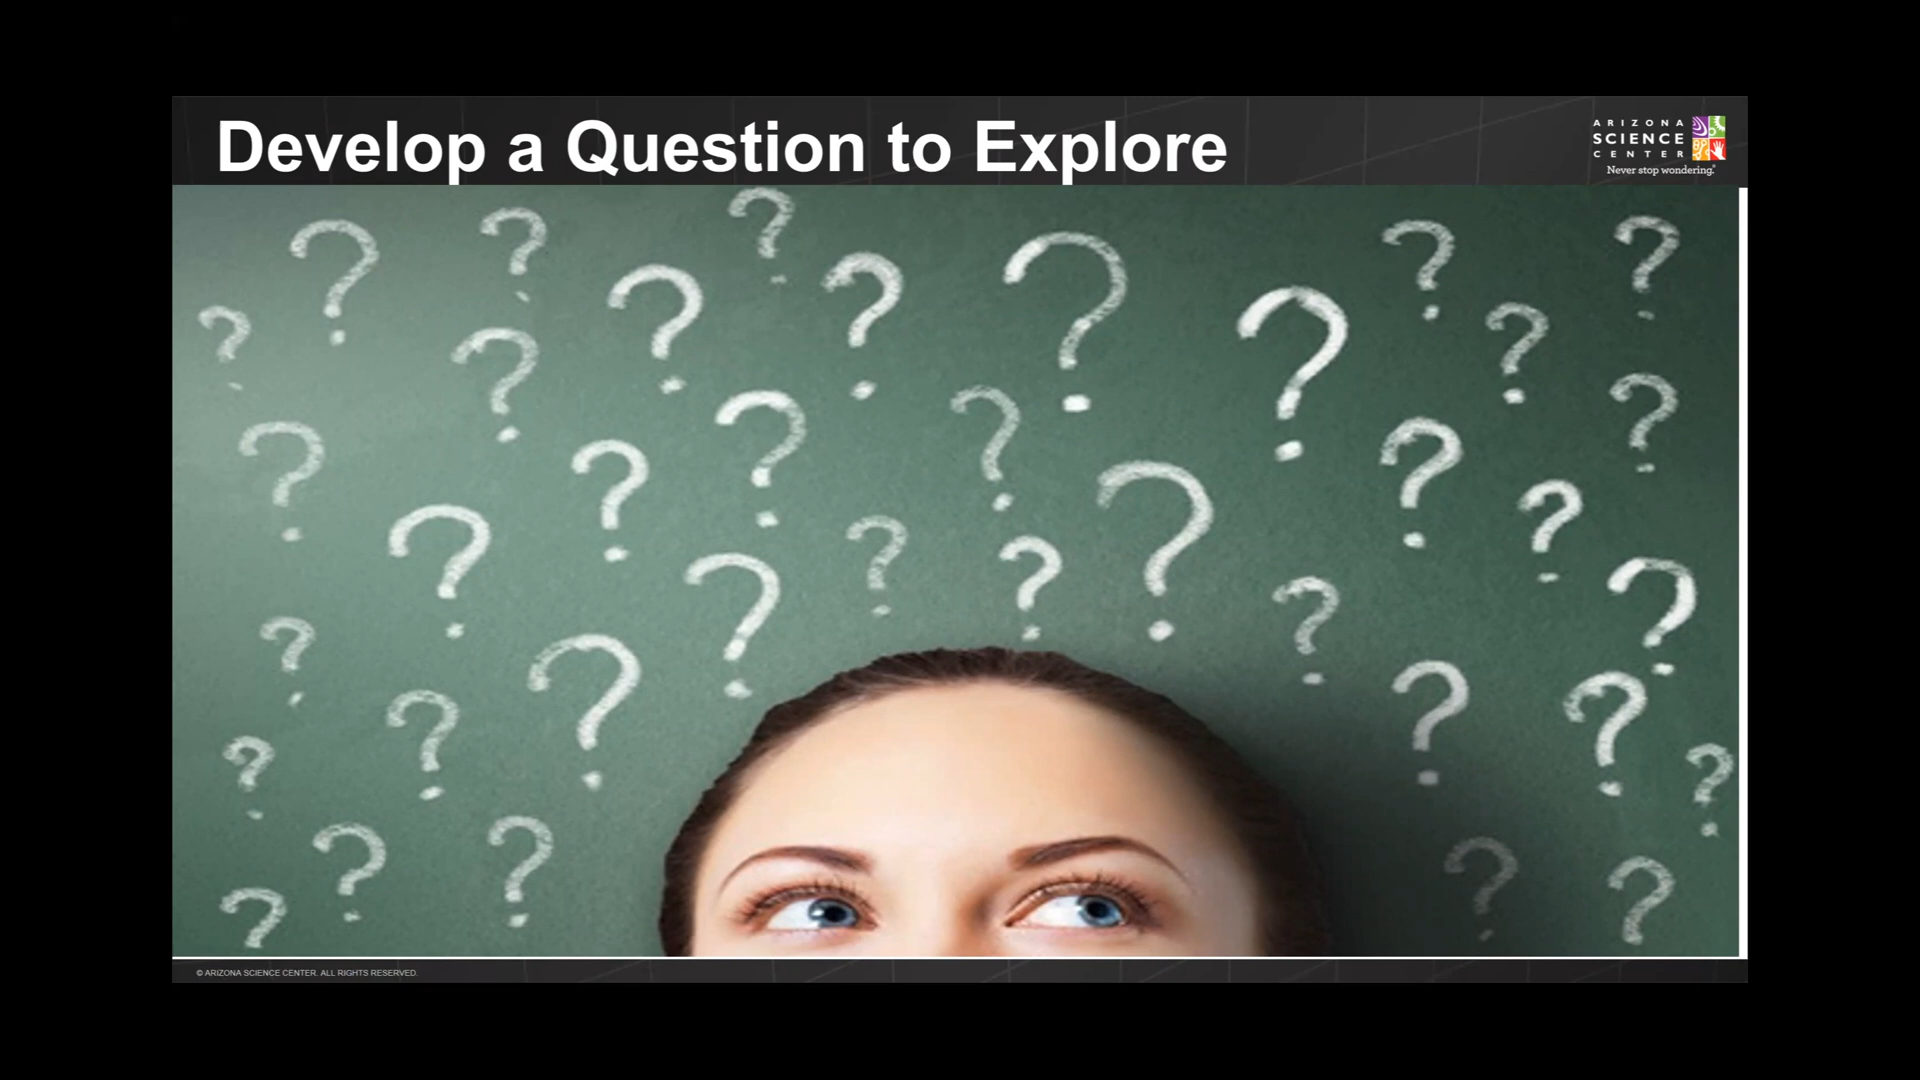 Develop a Question to Explore
ARIZONA
SCIENCE
CENTER
Never stop wondering.®
© ARIZONA SCIENCE CENTER. ALL RIGHTS RESERVED.